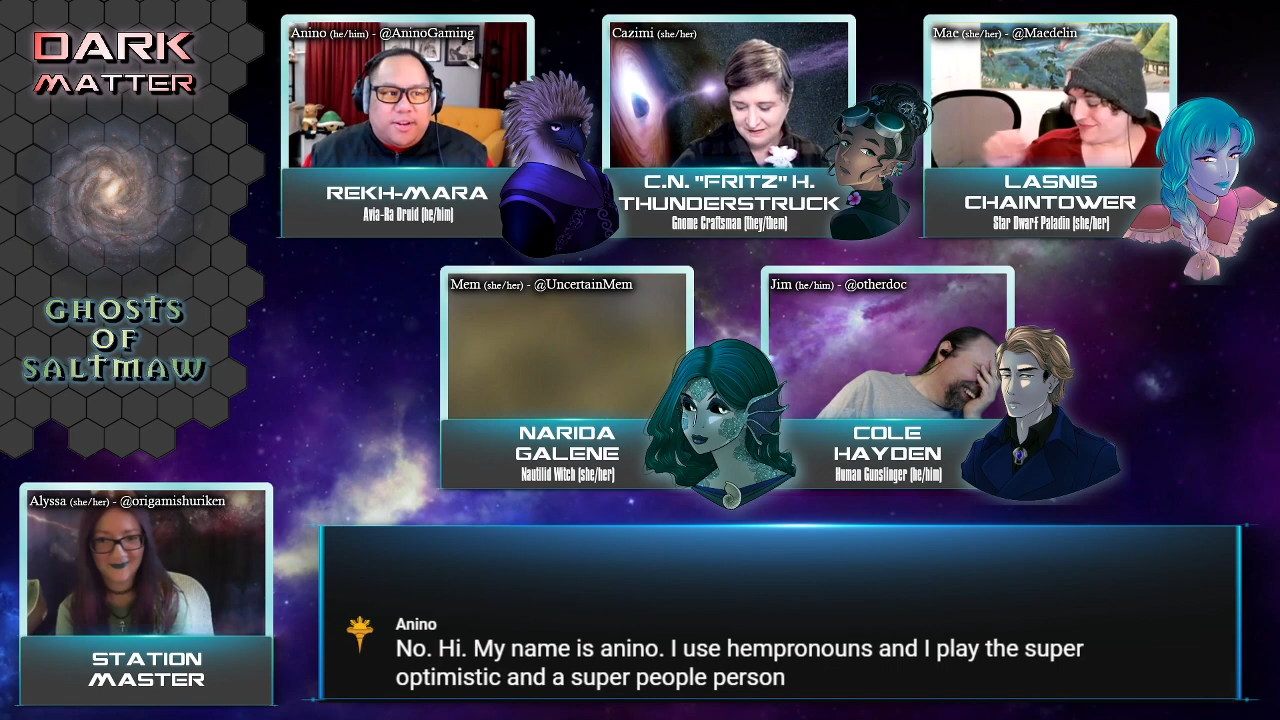 DARK
MATTER
GHOSTS
OF
SALTMAW
Anino (he/him) - @AninoGaming
REKH-MARA
Avia-Ra Druid (he/him)
Cazimi (she/her)
C.N. "FRITZ" H.
THUNDERSTRUCK
Gnome Craftsman (they/them)
Mae (she/her) - @Maedelin
LASNIS
CHAINTOWER
Star Dwarf Paladin (she/her)
Mem (she/her) - @UncertainMem
NARIDA
GALENE
Nautilid Witch (she/her)
Jim (he/him) - @otherdoc
COLE
HAYDEN
Human Gunslinger (he/him)
Alyssa (she/her) - @origamishuriken
STATION
MASTER
Anino
No. Hi. My name is anino. I use hempronouns and I play the super
optimistic and a super people person